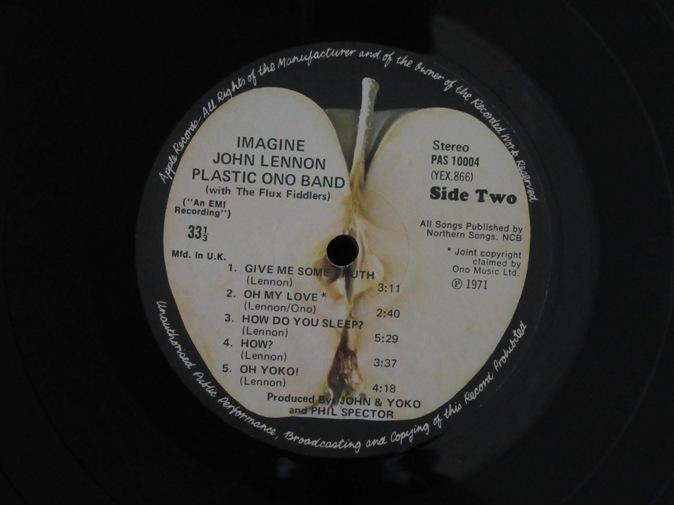 Apple Records-All Rights of the Manufacturer and of the Owner of the Recorded Work Reserved
IMAGINE
JOHN LENNON
PLASTIC ONO BAND
(with The Flux Fiddlers)
("An EMI
Recording")
33⅓
Mfd. in U.K.
Stereo
PAS 10004
(YEX.866)
Side Two
All Songs Published by
Northern Songs. NCB
* Joint copyright
claimed by
Ono Music Ltd.
℗ 1971
1. GIVE ME SOME TRUTH
(Lennon) 3:11
2. OH MY LOVE *
(Lennon/Ono) 2:40
3. HOW DO YOU SLEEP?
(Lennon) 5:29
4. HOW?
(Lennon) 3:37
5. OH YOKO!
(Lennon) 4:18
Produced By: JOHN & YOKO
and PHIL SPECTOR
Unauthorised Public Performance, Broadcasting and Copying of this Record Prohibited